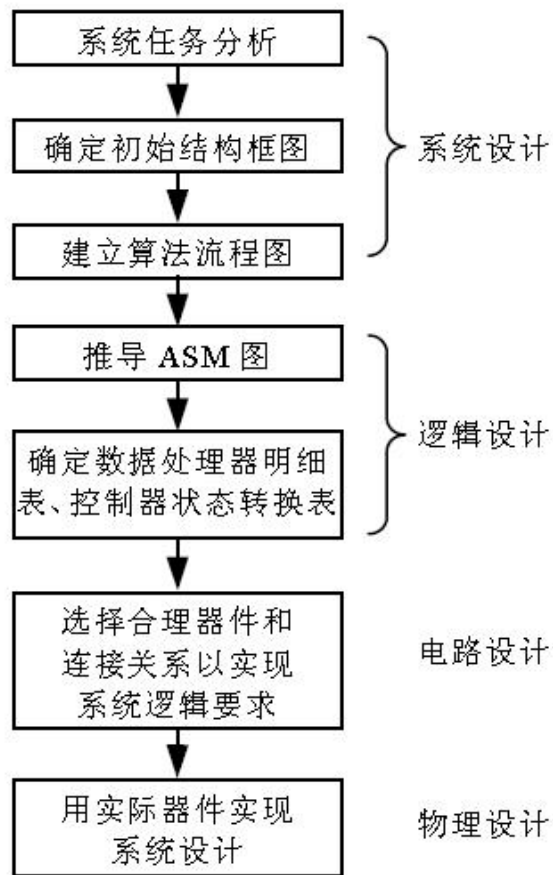 系统任务分析
确定初始结构框图
系统设计
建立算法流程图
推导 ASM 图
逻辑设计
确定数据处理器明细
表、控制器状态转换表
选择合理器件和
连接关系以实现
系统逻辑要求
电路设计
用实际器件实现
系统设计
物理设计